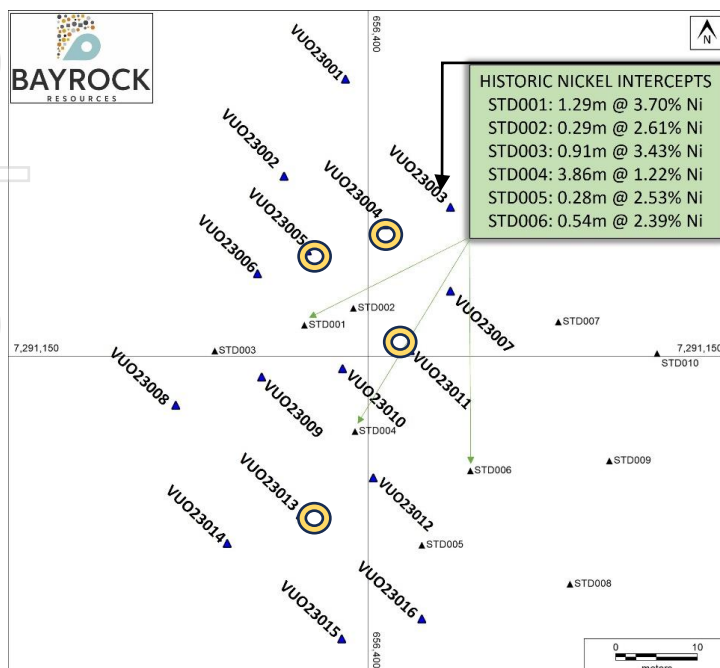 BAYROCK
RESOURCES
656,400
N
HISTORIC NICKEL INTERCEPTS
STD001: 1.29m @ 3.70% Ni
STD002: 0.29m @ 2.61% Ni
STD003: 0.91m @ 3.43% Ni
STD004: 3.86m @ 1.22% Ni
STD005: 0.28m @ 2.53% Ni
STD006: 0.54m @ 2.39% Ni
VUO23001
VUO23002
VUO23003
VUO23004
VUO23005
VUO23006
STD002
STD001
STD007
VUO23007
7,291,150
STD003
7,291,150
STD010
VUO23008
VUO23009
VUO23010
VUO23011
STD004
STD009
STD006
VUO23013
VUO23012
VUO23014
STD005
STD008
VUO23015
VUO23016
656,400
0 10
meters